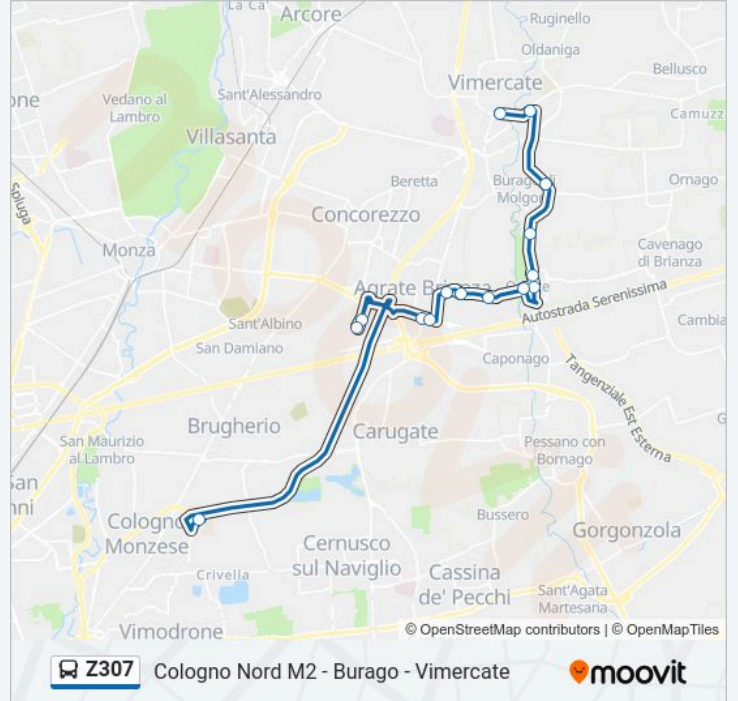 La Ca'
Arcore
Ruginello
Oldaniga
Vimercate
Bellusco
one
Vedano al
Lambro
Sant'Alessandro
Camuzz
Villasanta
Spluga
Beretta
Burago di
Molgora
Ornago
Concorezzo
Monza
Cavenago
di Brianza
Agrate Brianza
Autostrada Serenissima
Sant'Albino
Cambia
San Damiano
Caponago
Tangenziale Est Esterna
Brugherio
Carugate
San Maurizio
al Lambro
Pessano con
Bornago
san
nni
Bussero
Cologno
Monzese
Gorgonzola
Cernusco
sul Naviglio
Crivella
Cassina
de' Pecchi
Sant'Agata
Martesana
Vimodrone
© OpenStreetMap contributors | © OpenMapTiles
Z307 Cologno Nord M2 - Burago - Vimercate
moovit